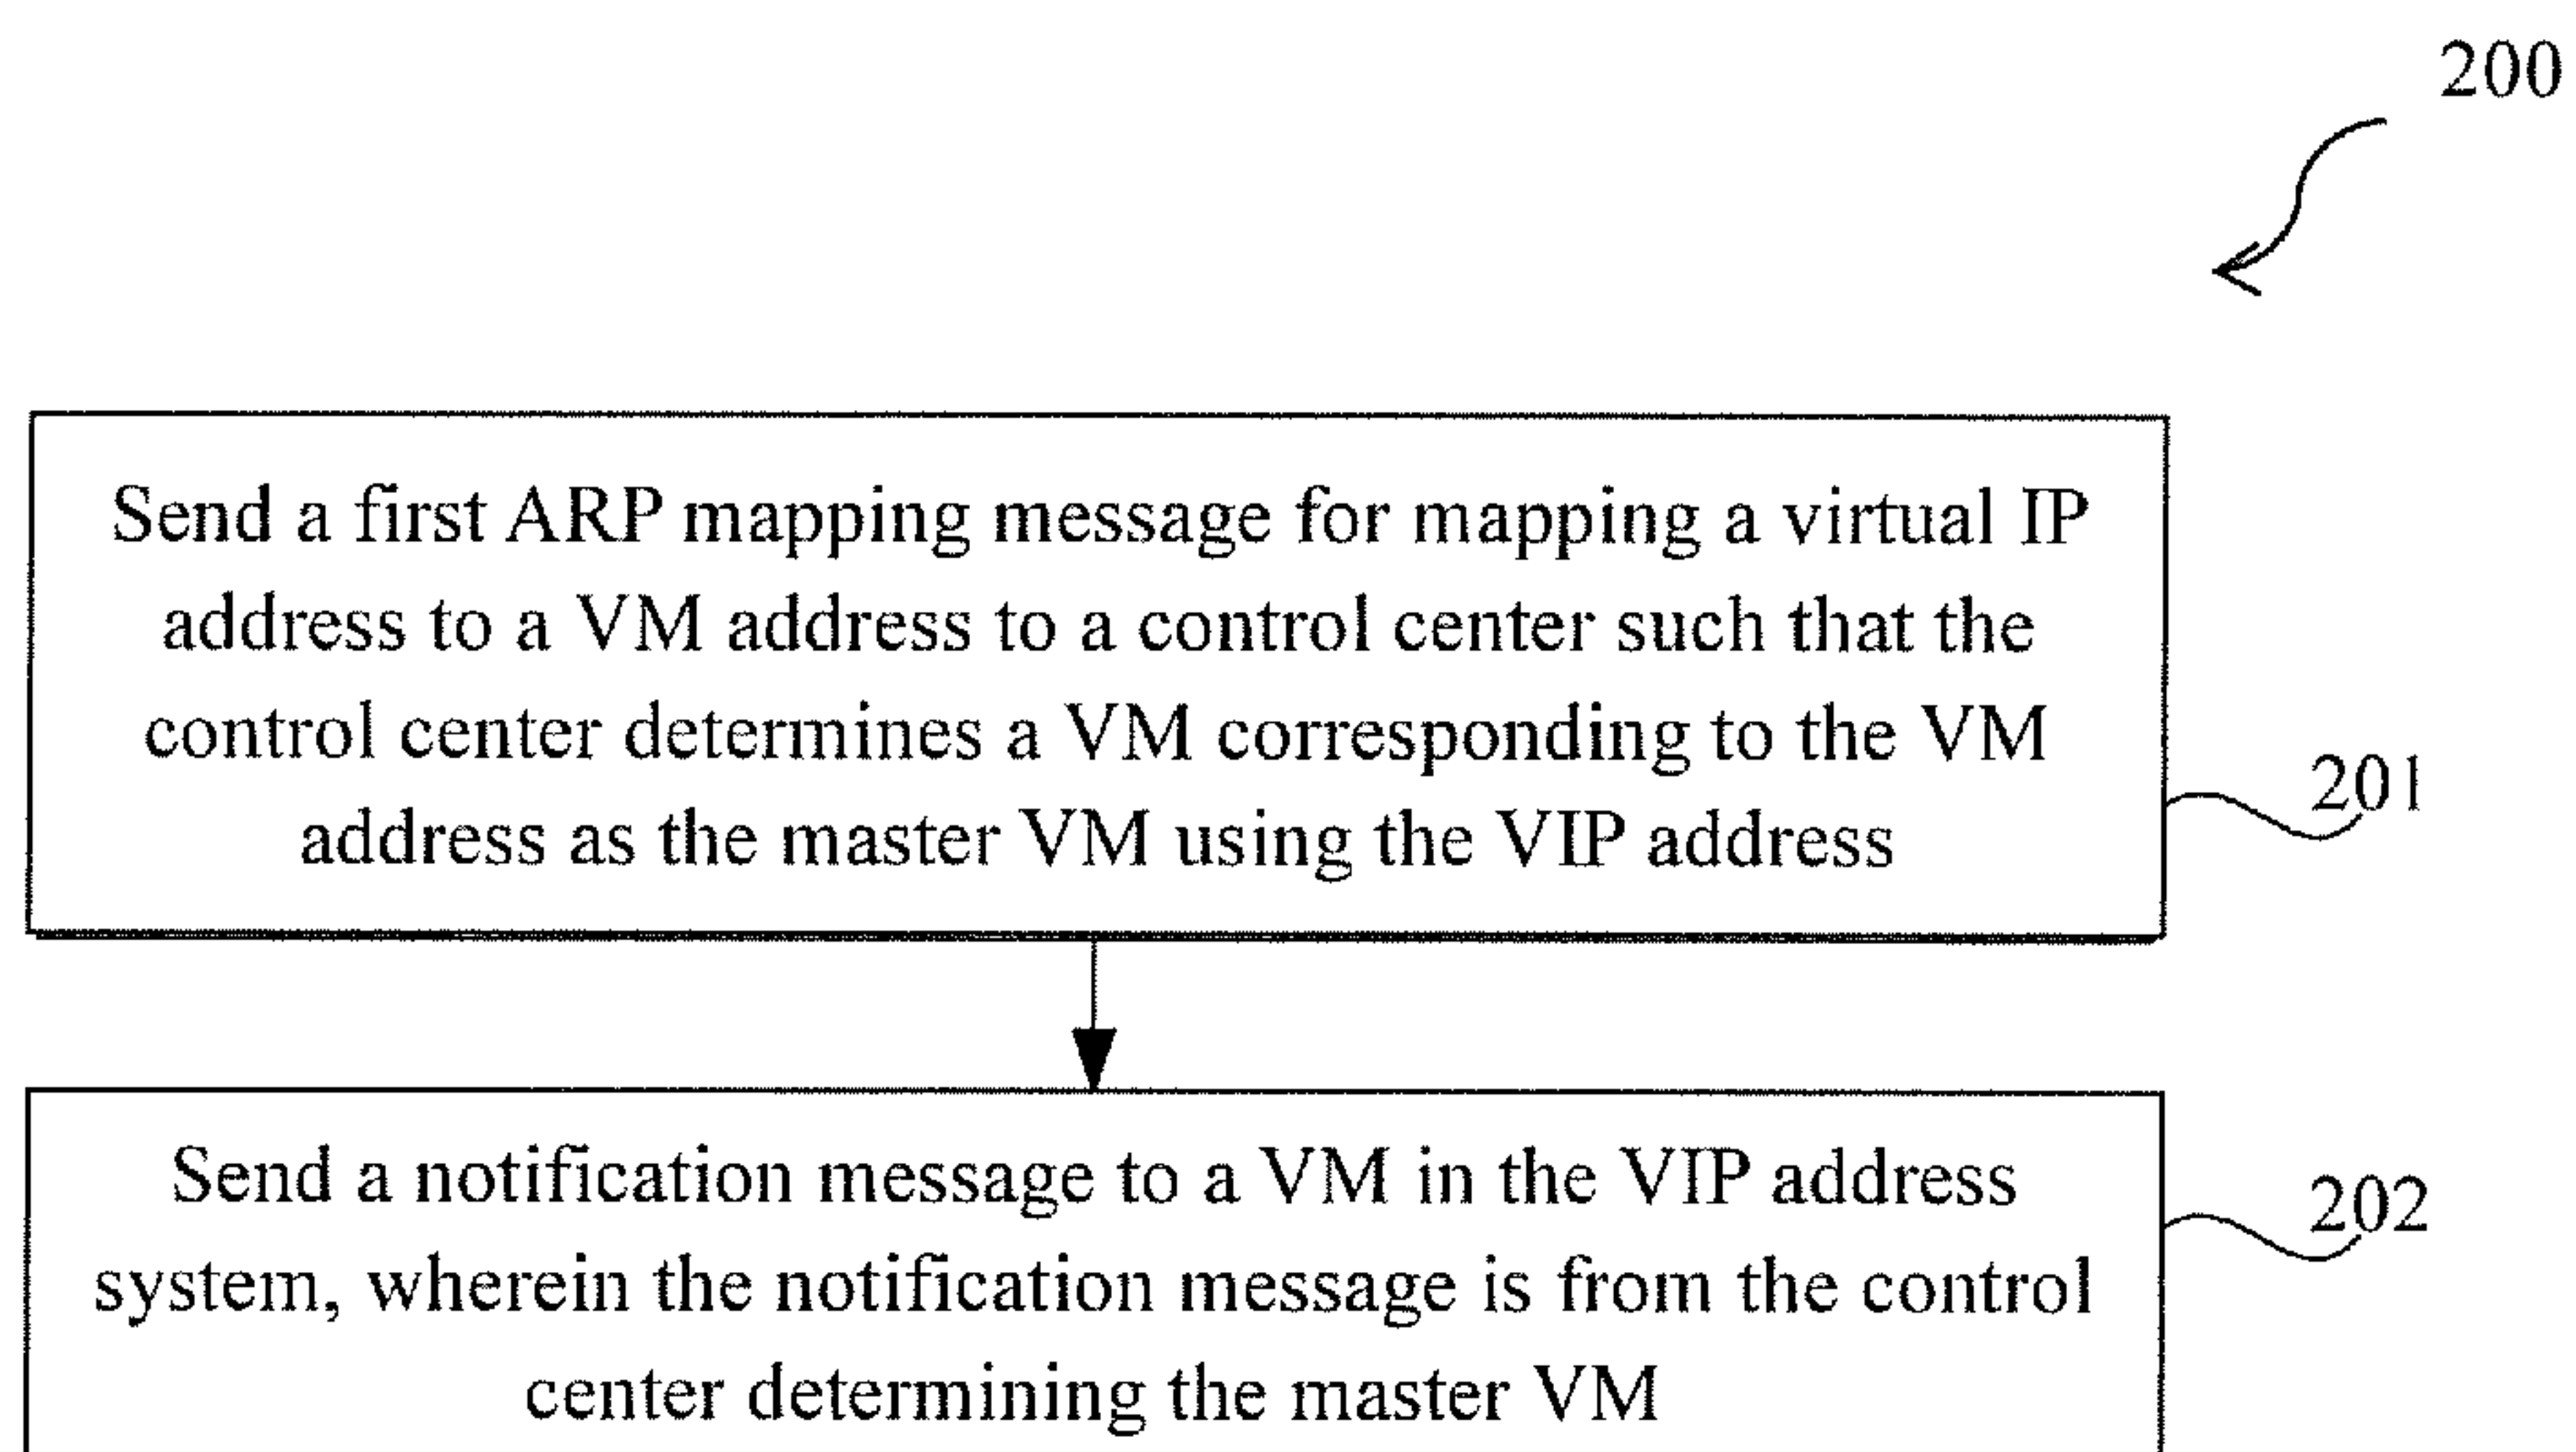 200
Send a first ARP mapping message for mapping a virtual IP
address to a VM address to a control center such that the
control center determines a VM corresponding to the VM
address as the master VM using the VIP address
201
Send a notification message to a VM in the VIP address
system, wherein the notification message is from the control
center determining the master VM
202